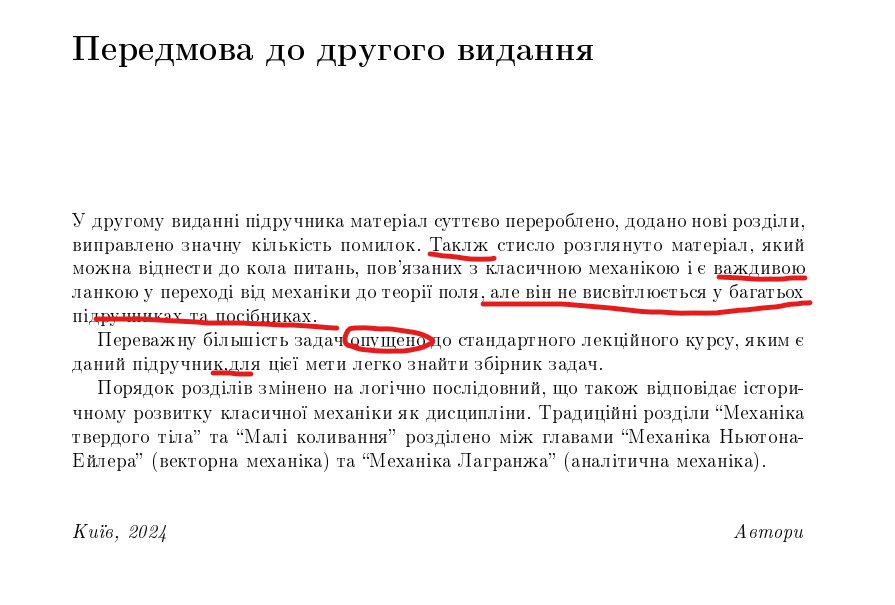 Передмова до другого видання
У другому виданні підручника матеріал суттєво перероблено, додано нові розділи,
виправлено значну кількість помилок. Таклж стисло розглянуто матеріал, який
можна віднести до кола питань, пов’язаних з класичною механікою і є важдивою
ланкою у переході від механіки до теорії поля, але він не висвітлюється у багатьох
підручниках та посібниках.
Переважну більшість задач опущено до стандартного лекційного курсу, яким є
даний підручник.для цієї мети легко знайти збірник задач.
Порядок розділів змінено на логічно послідовний, що також відповідає істори-
чному розвитку класичної механіки як дисципліни. Традиційні розділи “Механіка
твердого тіла” та “Малі коливання” розділено між главами “Механіка Ньютона-
Ейлера” (векторна механіка) та “Механіка Лагранжа” (аналітична механіка).
Київ, 2024 Автори